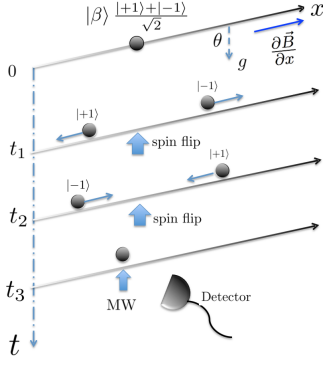 |β⟩ |+1⟩+|−1⟩ / √2
x
θ
g
∂B⃗ / ∂x
0
|−1⟩
|+1⟩
t₁
spin flip
|−1⟩
|+1⟩
t₂
spin flip
t₃
MW
Detector
t